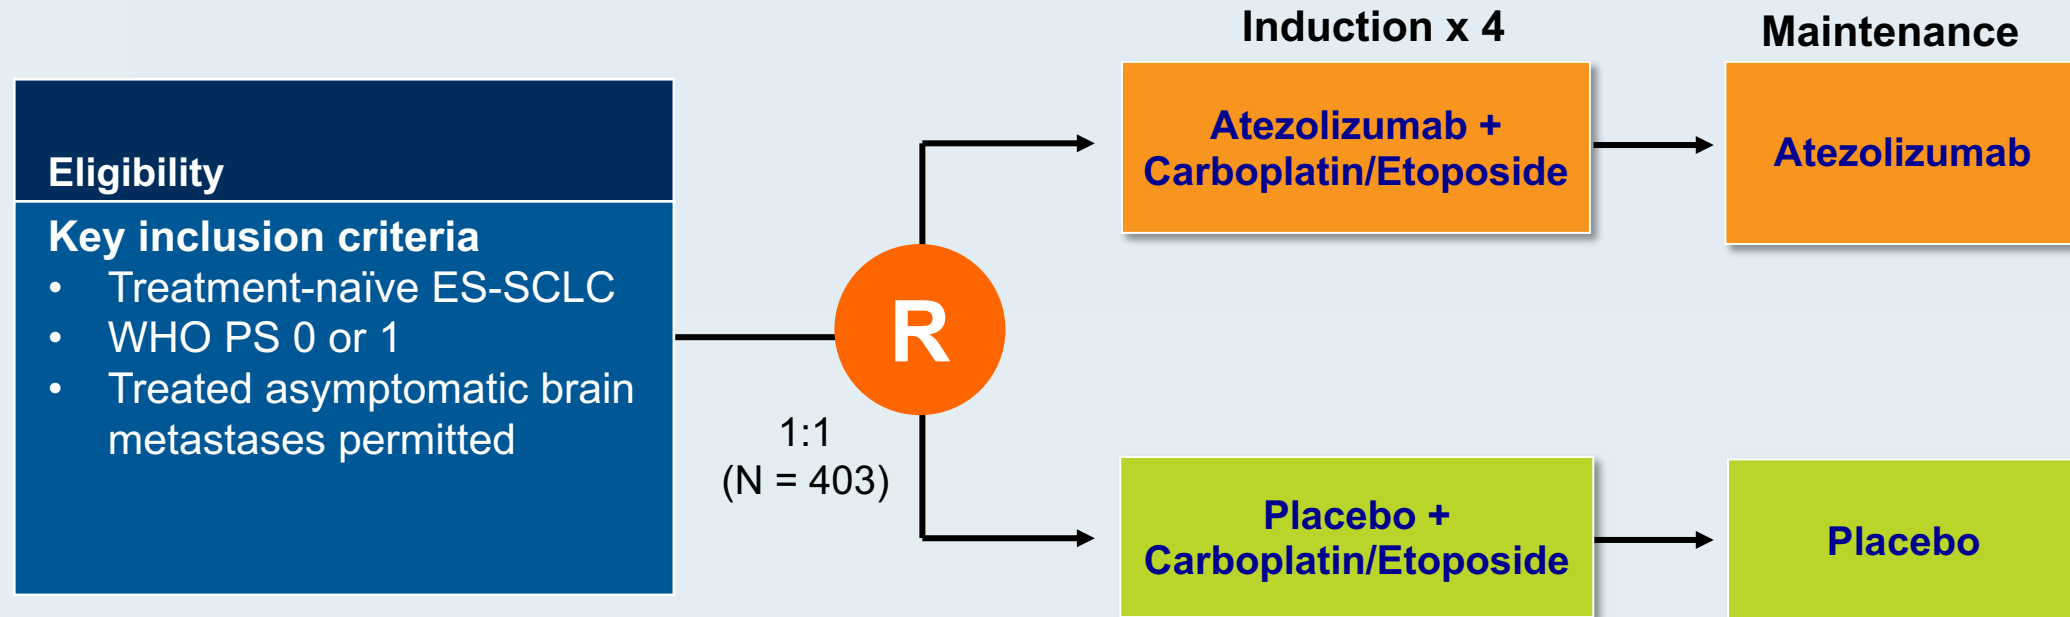 Eligibility
Key inclusion criteria
• Treatment-naïve ES-SCLC
• WHO PS 0 or 1
• Treated asymptomatic brain
metastases permitted
R
1:1
(N = 403)
Induction x 4
Atezolizumab +
Carboplatin/Etoposide
Maintenance
Atezolizumab
Placebo +
Carboplatin/Etoposide
Placebo